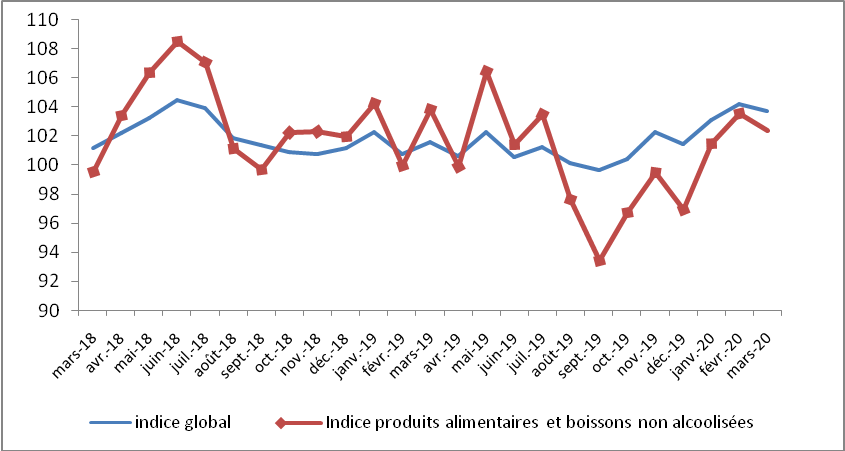 110
108
106
104
102
100
98
96
94
92
90
mars-18
avr.-18
mai-18
juin-18
juil.-18
août-18
sept.-18
oct.-18
nov.-18
déc.-18
janv.-19
févr.-19
mars-19
avr.-19
mai-19
juin-19
juil.-19
août-19
sept.-19
oct.-19
nov.-19
déc.-19
janv.-20
févr.-20
mars-20
indice global
Indice produits alimentaires et boissons non alcoolisées